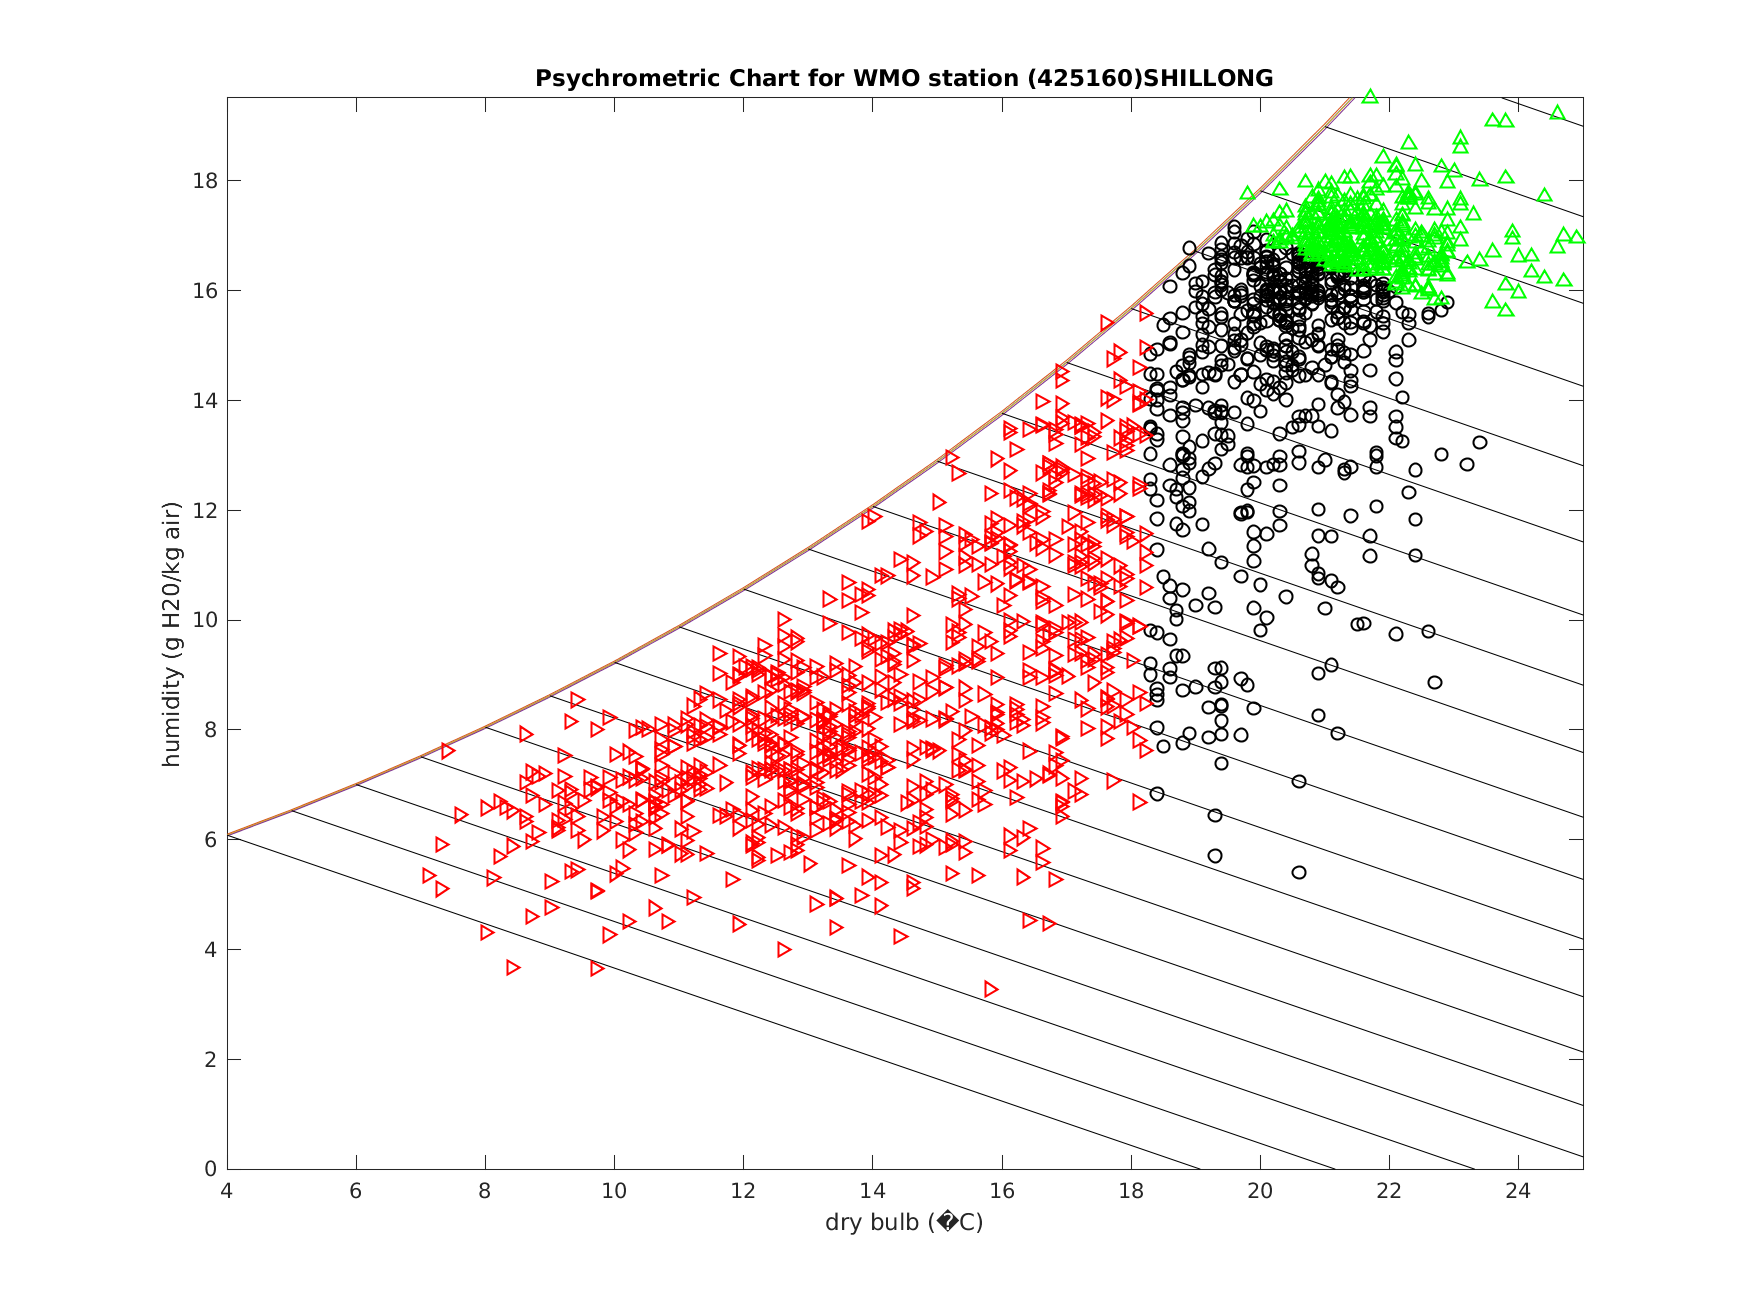 Psychrometric Chart for WMO station (425160)SHILLONG
humidity (g H20/kg air)
18
16
14
12
10
8
6
4
2
0
4 6 8 10 12 14 16 18 20 22 24
dry bulb (�C)